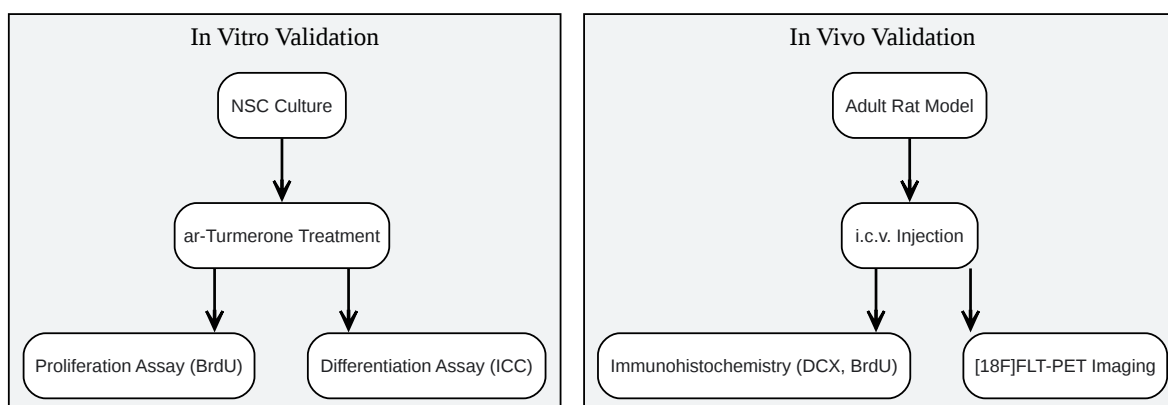 In Vitro Validation
NSC Culture
ar-Turmerone Treatment
Proliferation Assay (BrdU)
Differentiation Assay (ICC)
In Vivo Validation
Adult Rat Model
i.c.v. Injection
Immunohistochemistry (DCX, BrdU)
[18F]FLT-PET Imaging